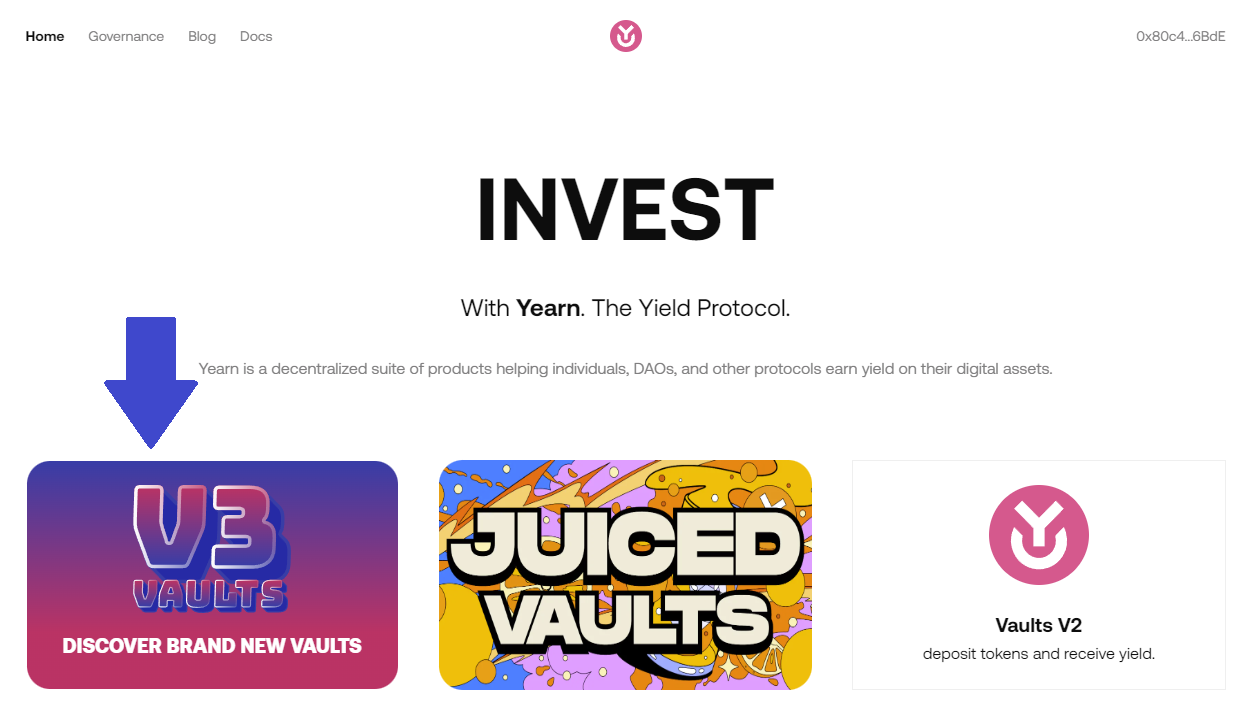 Home Governance Blog Docs 0x80c4...6BdE
INVEST
With Yearn. The Yield Protocol.
Yearn is a decentralized suite of products helping individuals, DAOs, and other protocols earn yield on their digital assets.
V3
VAULTS
DISCOVER BRAND NEW VAULTS
JUICED
VAULTS
Vaults V2
deposit tokens and receive yield.